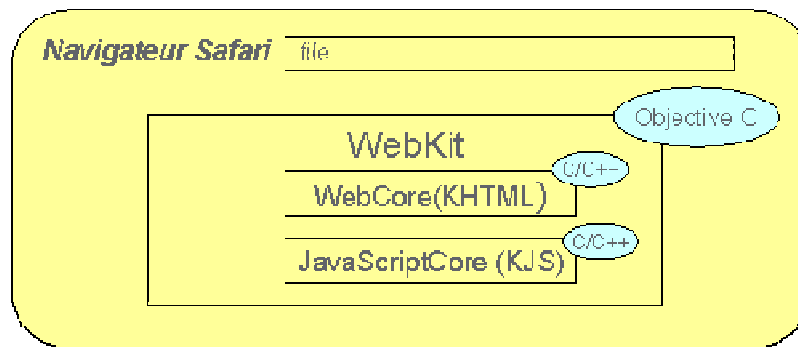 Navigateur Safari
file
Objective C
WebKit
C/C++
WebCore(KHTML)
C/C++
JavaScriptCore (KJS)